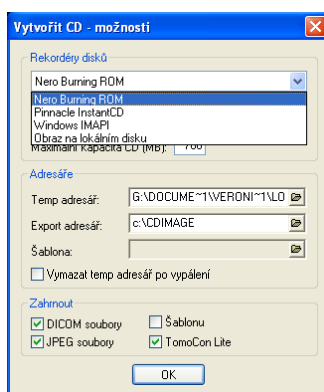 Vytvořit CD - možnosti
Rekordéry disků
Nero Burning ROM
Nero Burning ROM
Pinnacle InstantCD
Windows IMAPI
Obraz na lokálním disku
Maximální kapacita CD (MB): 700
Adresáře
Temp adresář: G:\DOCUME~1\VERONI~1\LO
Export adresář: c:\CDIMAGE
Šablona:
Vymazat temp adresář po vypálení
Zahrnout
DICOM soubory Šablonu
JPEG soubory TomoCon Lite
OK